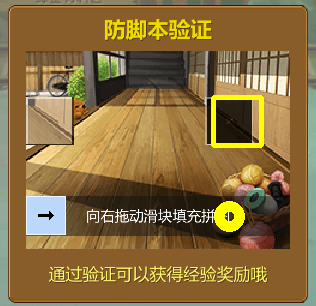 防脚本验证
向右拖动滑块填充拼
通过验证可以获得经验奖励哦